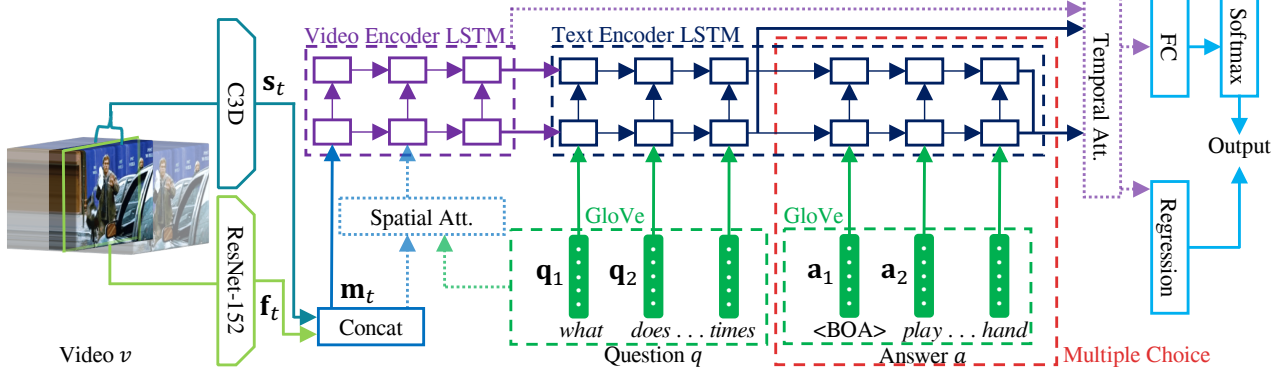 Video Encoder LSTM
Text Encoder LSTM
C3D
s_t
Temporal Att.
FC
Softmax
Output
Spatial Att.
GloVe
GloVe
ResNet-152
f_t
m_t
Concat
q_1
q_2
a_1
a_2
Regression
what does . . . times
<BOA> play . . . hand
Video v
Question q
Answer a
Multiple Choice